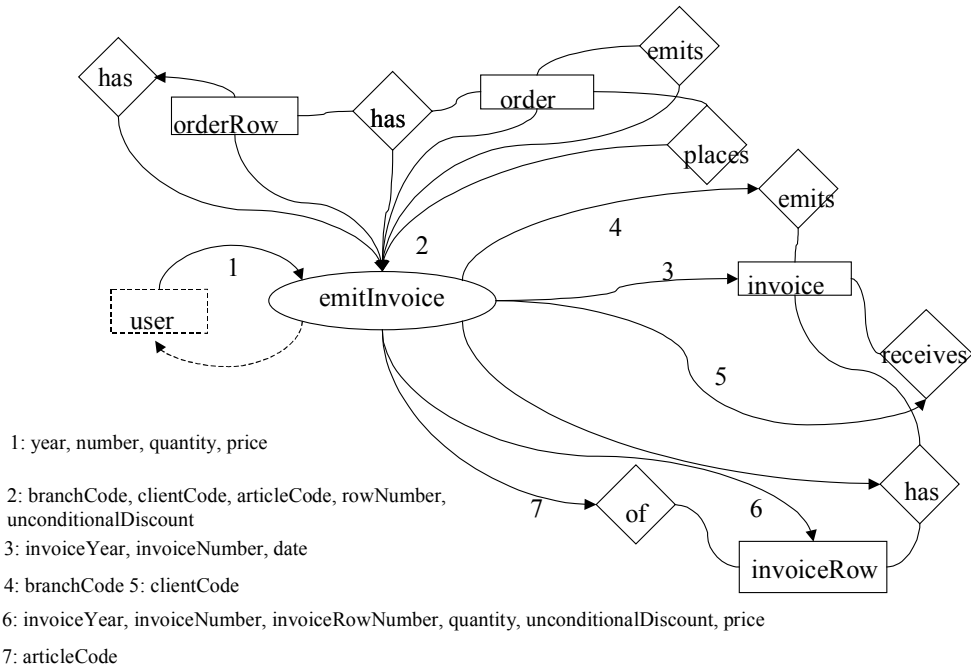 emits
has
order
orderRow
has
places
emits
2
4
1
3
emitInvoice
invoice
user
receives
5
1: year, number, quantity, price
has
2: branchCode, clientCode, articleCode, rowNumber,
unconditionalDiscount
7
of
6
3: invoiceYear, invoiceNumber, date
invoiceRow
4: branchCode 5: clientCode
6: invoiceYear, invoiceNumber, invoiceRowNumber, quantity, unconditionalDiscount, price
7: articleCode